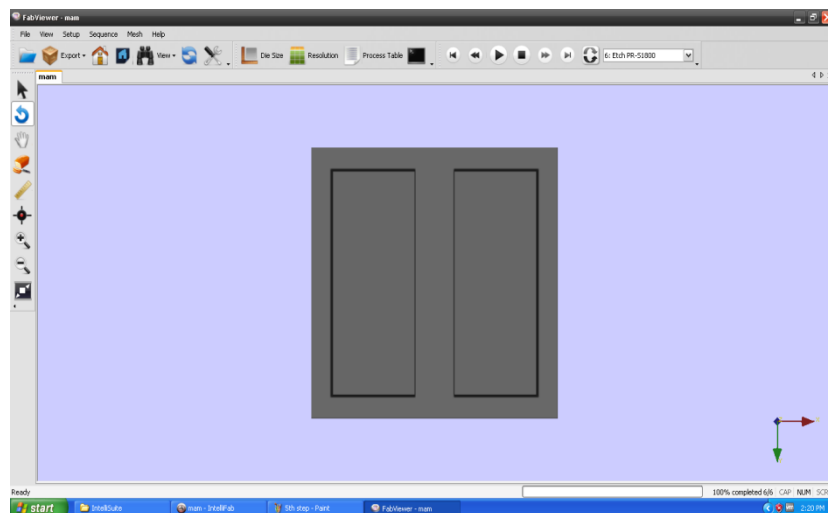 FabViewer - mam
File View Setup Sequence Mesh Help
Export View Die Size Resolution Process Table 6: Etch PR-S1800
mam
Ready
100% completed 6/6 CAP NUM SCR
start IntelliSuite mam - IntelliFab 5th step - Paint FabViewer - mam 2:20 PM